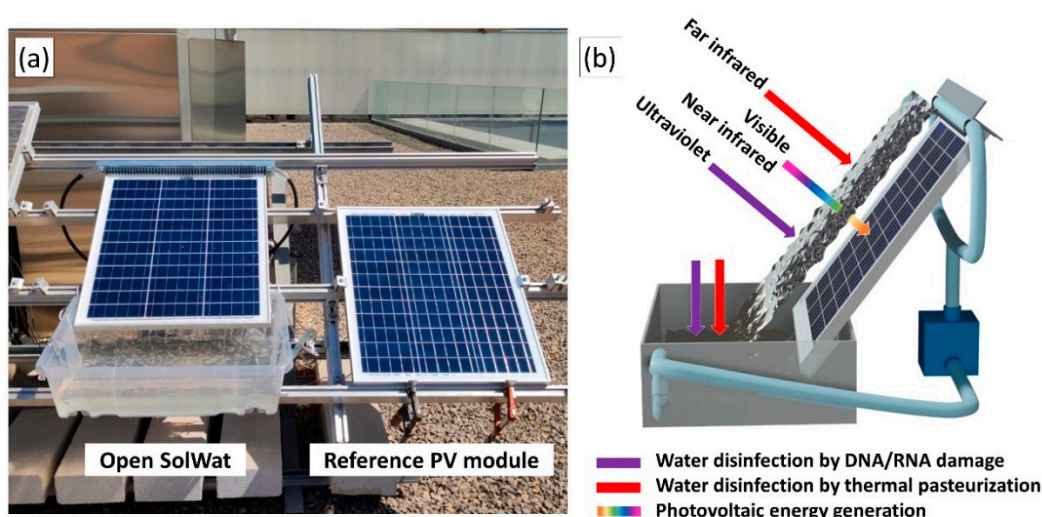 (a)
Open SolWat
Reference PV module
(b)
Far infrared
Visible
Near infrared
Ultraviolet
Water disinfection by DNA/RNA damage
Water disinfection by thermal pasteurization
Photovoltaic energy generation